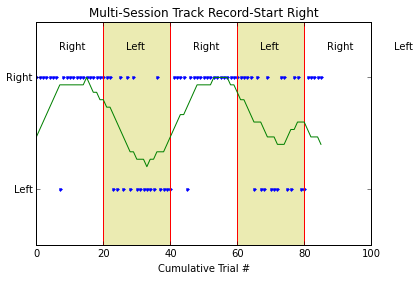 Multi-Session Track Record-Start Right
Right Left Right Left Right Left
Right
Left
0 20 40 60 80 100
Cumulative Trial #